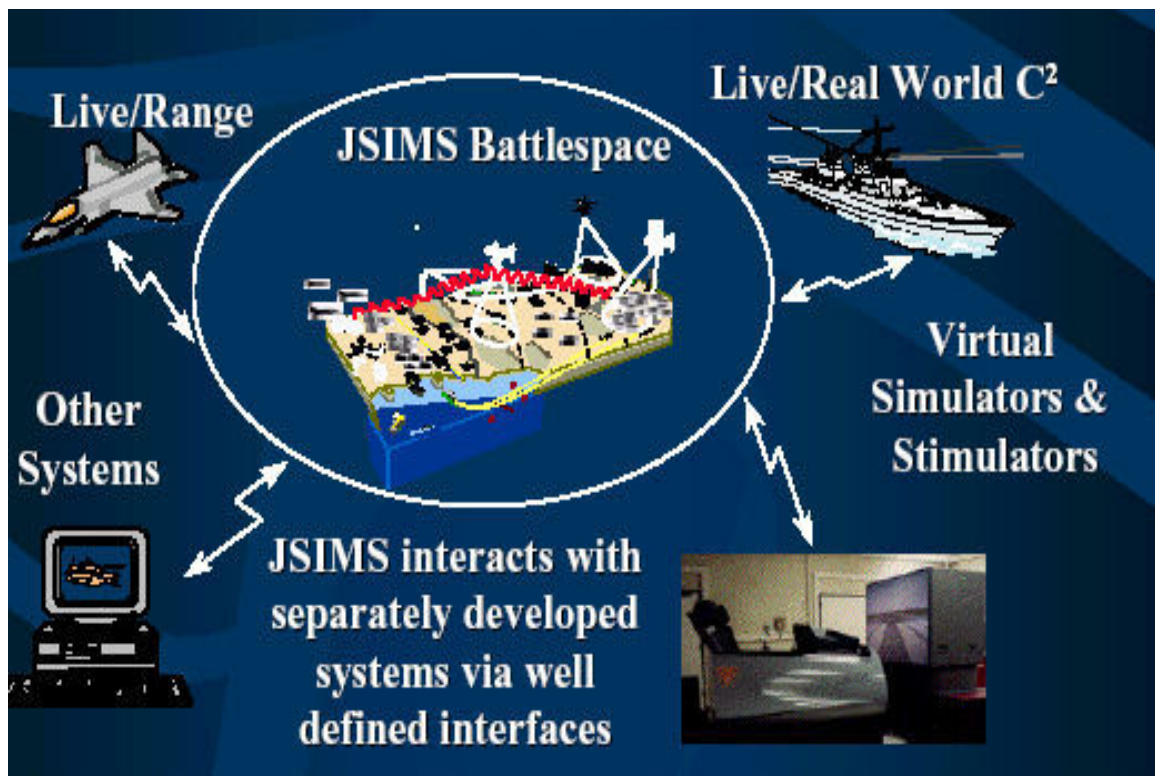 Live/Range
JSIMS Battlespace
Live/Real World C²
Other
Systems
Virtual
Simulators &
Stimulators
JSIMS interacts with
separately developed
systems via well
defined interfaces